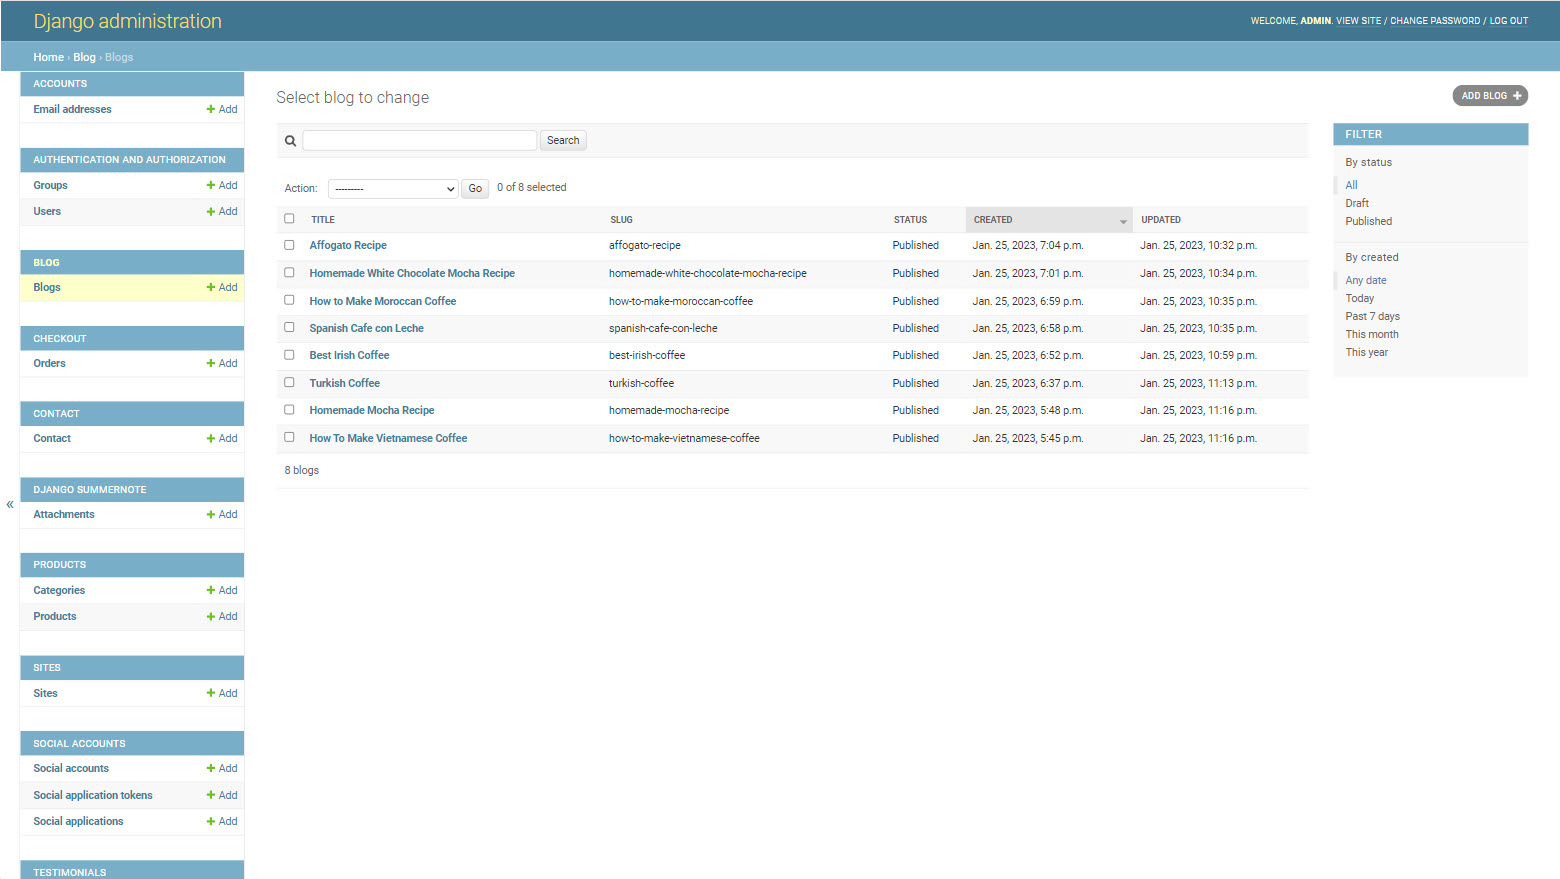 Django administration
WELCOME, ADMIN. VIEW SITE / CHANGE PASSWORD / LOG OUT
Home › Blog › Blogs
ACCOUNTS
Email addresses + Add
AUTHENTICATION AND AUTHORIZATION
Groups + Add
Users + Add
BLOG
Blogs + Add
CHECKOUT
Orders + Add
CONTACT
Contact + Add
DJANGO SUMMERNOTE
Attachments + Add
PRODUCTS
Categories + Add
Products + Add
SITES
Sites + Add
SOCIAL ACCOUNTS
Social accounts + Add
Social application tokens + Add
Social applications + Add
TESTIMONIALS
«
Select blog to change
ADD BLOG +
Search
Action: --------- Go 0 of 8 selected
TITLE SLUG STATUS CREATED UPDATED
Affogato Recipe affogato-recipe Published Jan. 25, 2023, 7:04 p.m. Jan. 25, 2023, 10:32 p.m.
Homemade White Chocolate Mocha Recipe homemade-white-chocolate-mocha-recipe Published Jan. 25, 2023, 7:01 p.m. Jan. 25, 2023, 10:34 p.m.
How to Make Moroccan Coffee how-to-make-moroccan-coffee Published Jan. 25, 2023, 6:59 p.m. Jan. 25, 2023, 10:35 p.m.
Spanish Cafe con Leche spanish-cafe-con-leche Published Jan. 25, 2023, 6:58 p.m. Jan. 25, 2023, 10:35 p.m.
Best Irish Coffee best-irish-coffee Published Jan. 25, 2023, 6:52 p.m. Jan. 25, 2023, 10:59 p.m.
Turkish Coffee turkish-coffee Published Jan. 25, 2023, 6:37 p.m. Jan. 25, 2023, 11:13 p.m.
Homemade Mocha Recipe homemade-mocha-recipe Published Jan. 25, 2023, 5:48 p.m. Jan. 25, 2023, 11:16 p.m.
How To Make Vietnamese Coffee how-to-make-vietnamese-coffee Published Jan. 25, 2023, 5:45 p.m. Jan. 25, 2023, 11:16 p.m.
8 blogs
FILTER
By status
All
Draft
Published
By created
Any date
Today
Past 7 days
This month
This year